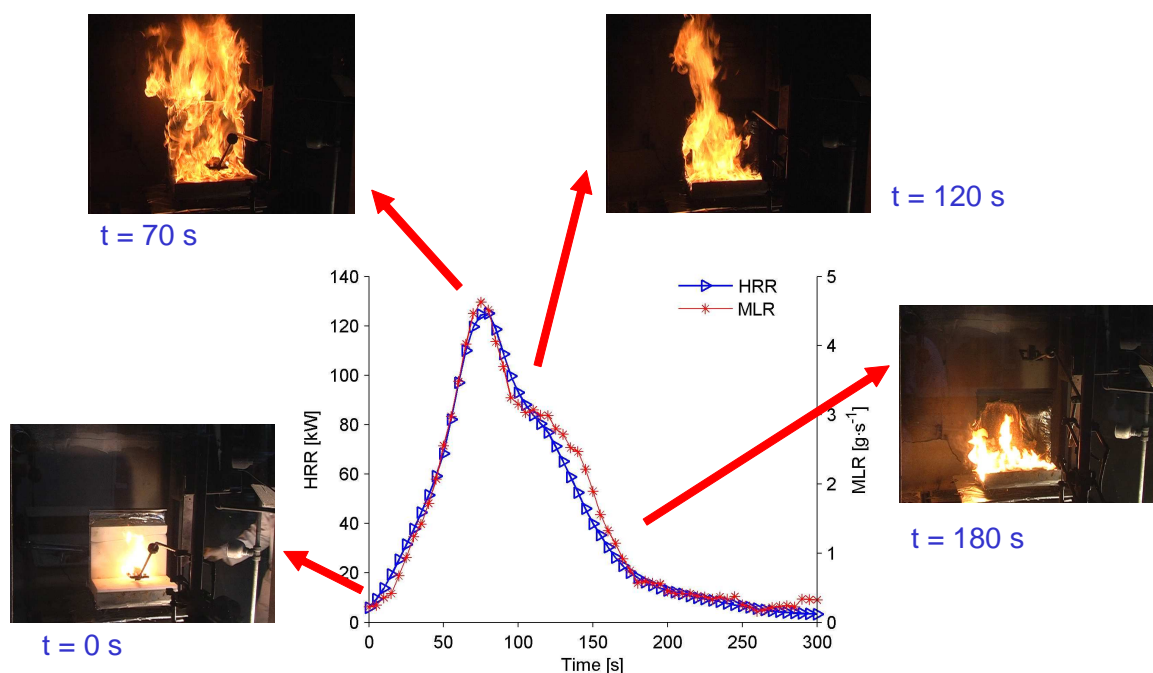 t = 70 s
t = 120 s
t = 0 s
t = 180 s
HRR
MLR
HRR [kW]
140
120
100
80
60
40
20
0
MLR [g·s⁻¹]
5
4
3
2
1
0
0 50 100 150 200 250 300
Time [s]